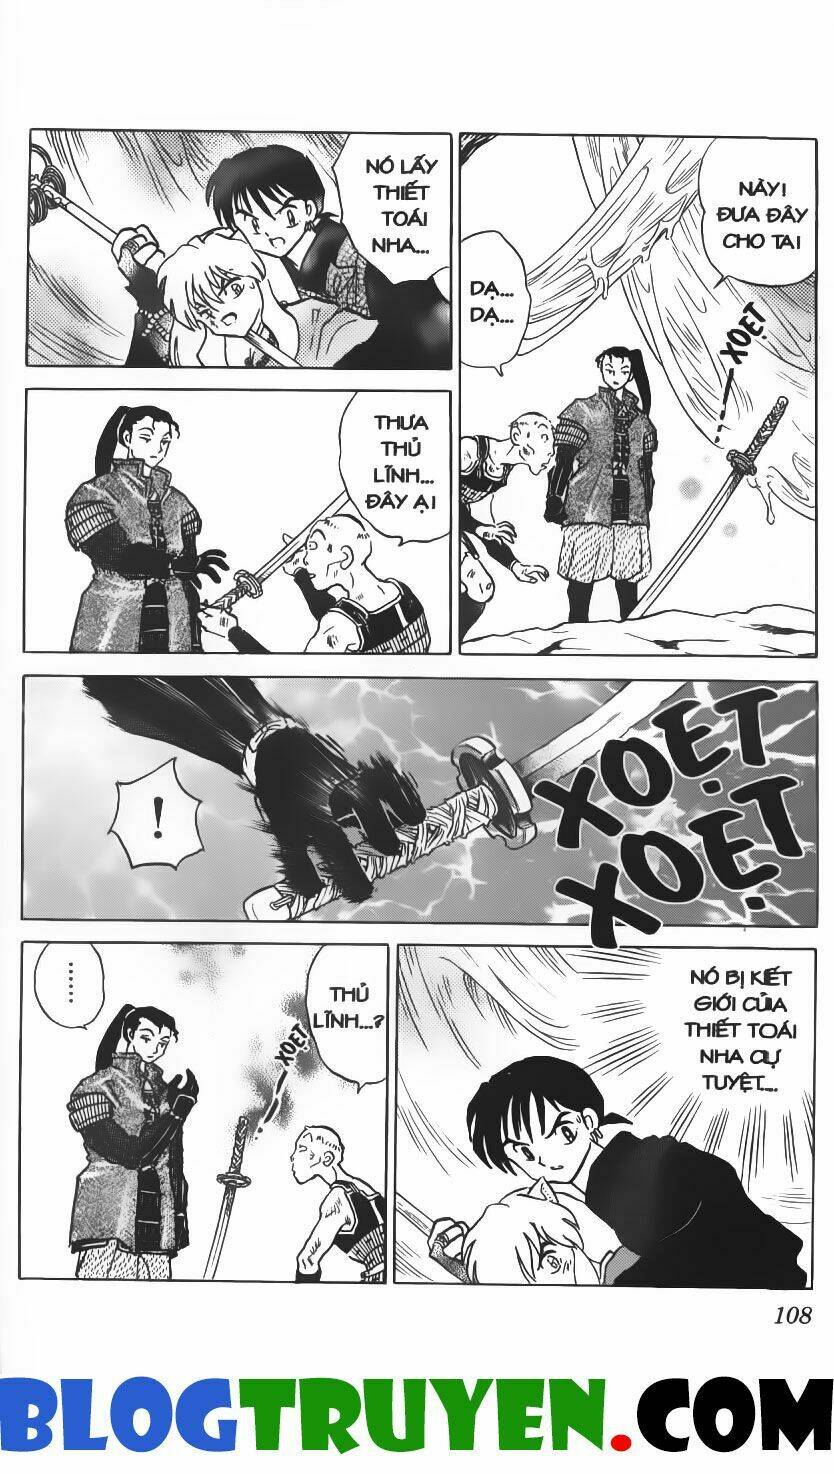 NÀY!
ĐƯA ĐÂY
CHO TA!
DẠ...
DẠ...
XOẸT
NÓ LẤY
THIẾT
TOÁI
NHA...
THƯA
THỦ
LĨNH...
ĐÂY Ạ!
!
XOẸT
XOẸT
NÓ BỊ KIẾT
GIỚI CỦA
THIẾT TOÁI
NHA CỰ
TUYỆT....
THỦ
LĨNH...?
XOẸT
......
108
BLOGTRUYEN.COM